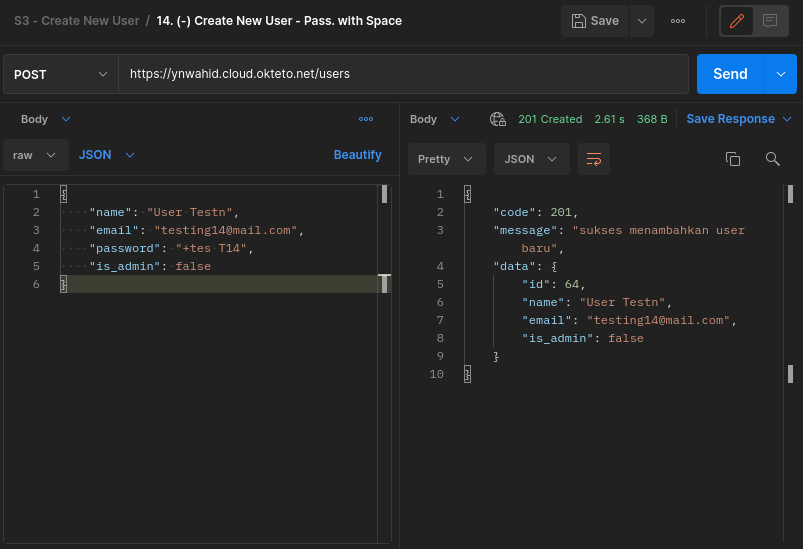 S3 - Create New User / 14. (-) Create New User - Pass. with Space
Save
POST
https://ynwahid.cloud.okteto.net/users
Send
Body
raw
JSON
Beautify
1 {
2 "name": "User Testn",
3 "email": "testing14@mail.com",
4 "password": "+tes T14",
5 "is_admin": false
6 }
Body
201 Created 2.61 s 368 B Save Response
Pretty
JSON
1 {
2 "code": 201,
3 "message": "sukses menambahkan user
baru",
4 "data": {
5 "id": 64,
6 "name": "User Testn",
7 "email": "testing14@mail.com",
8 "is_admin": false
9 }
10 }